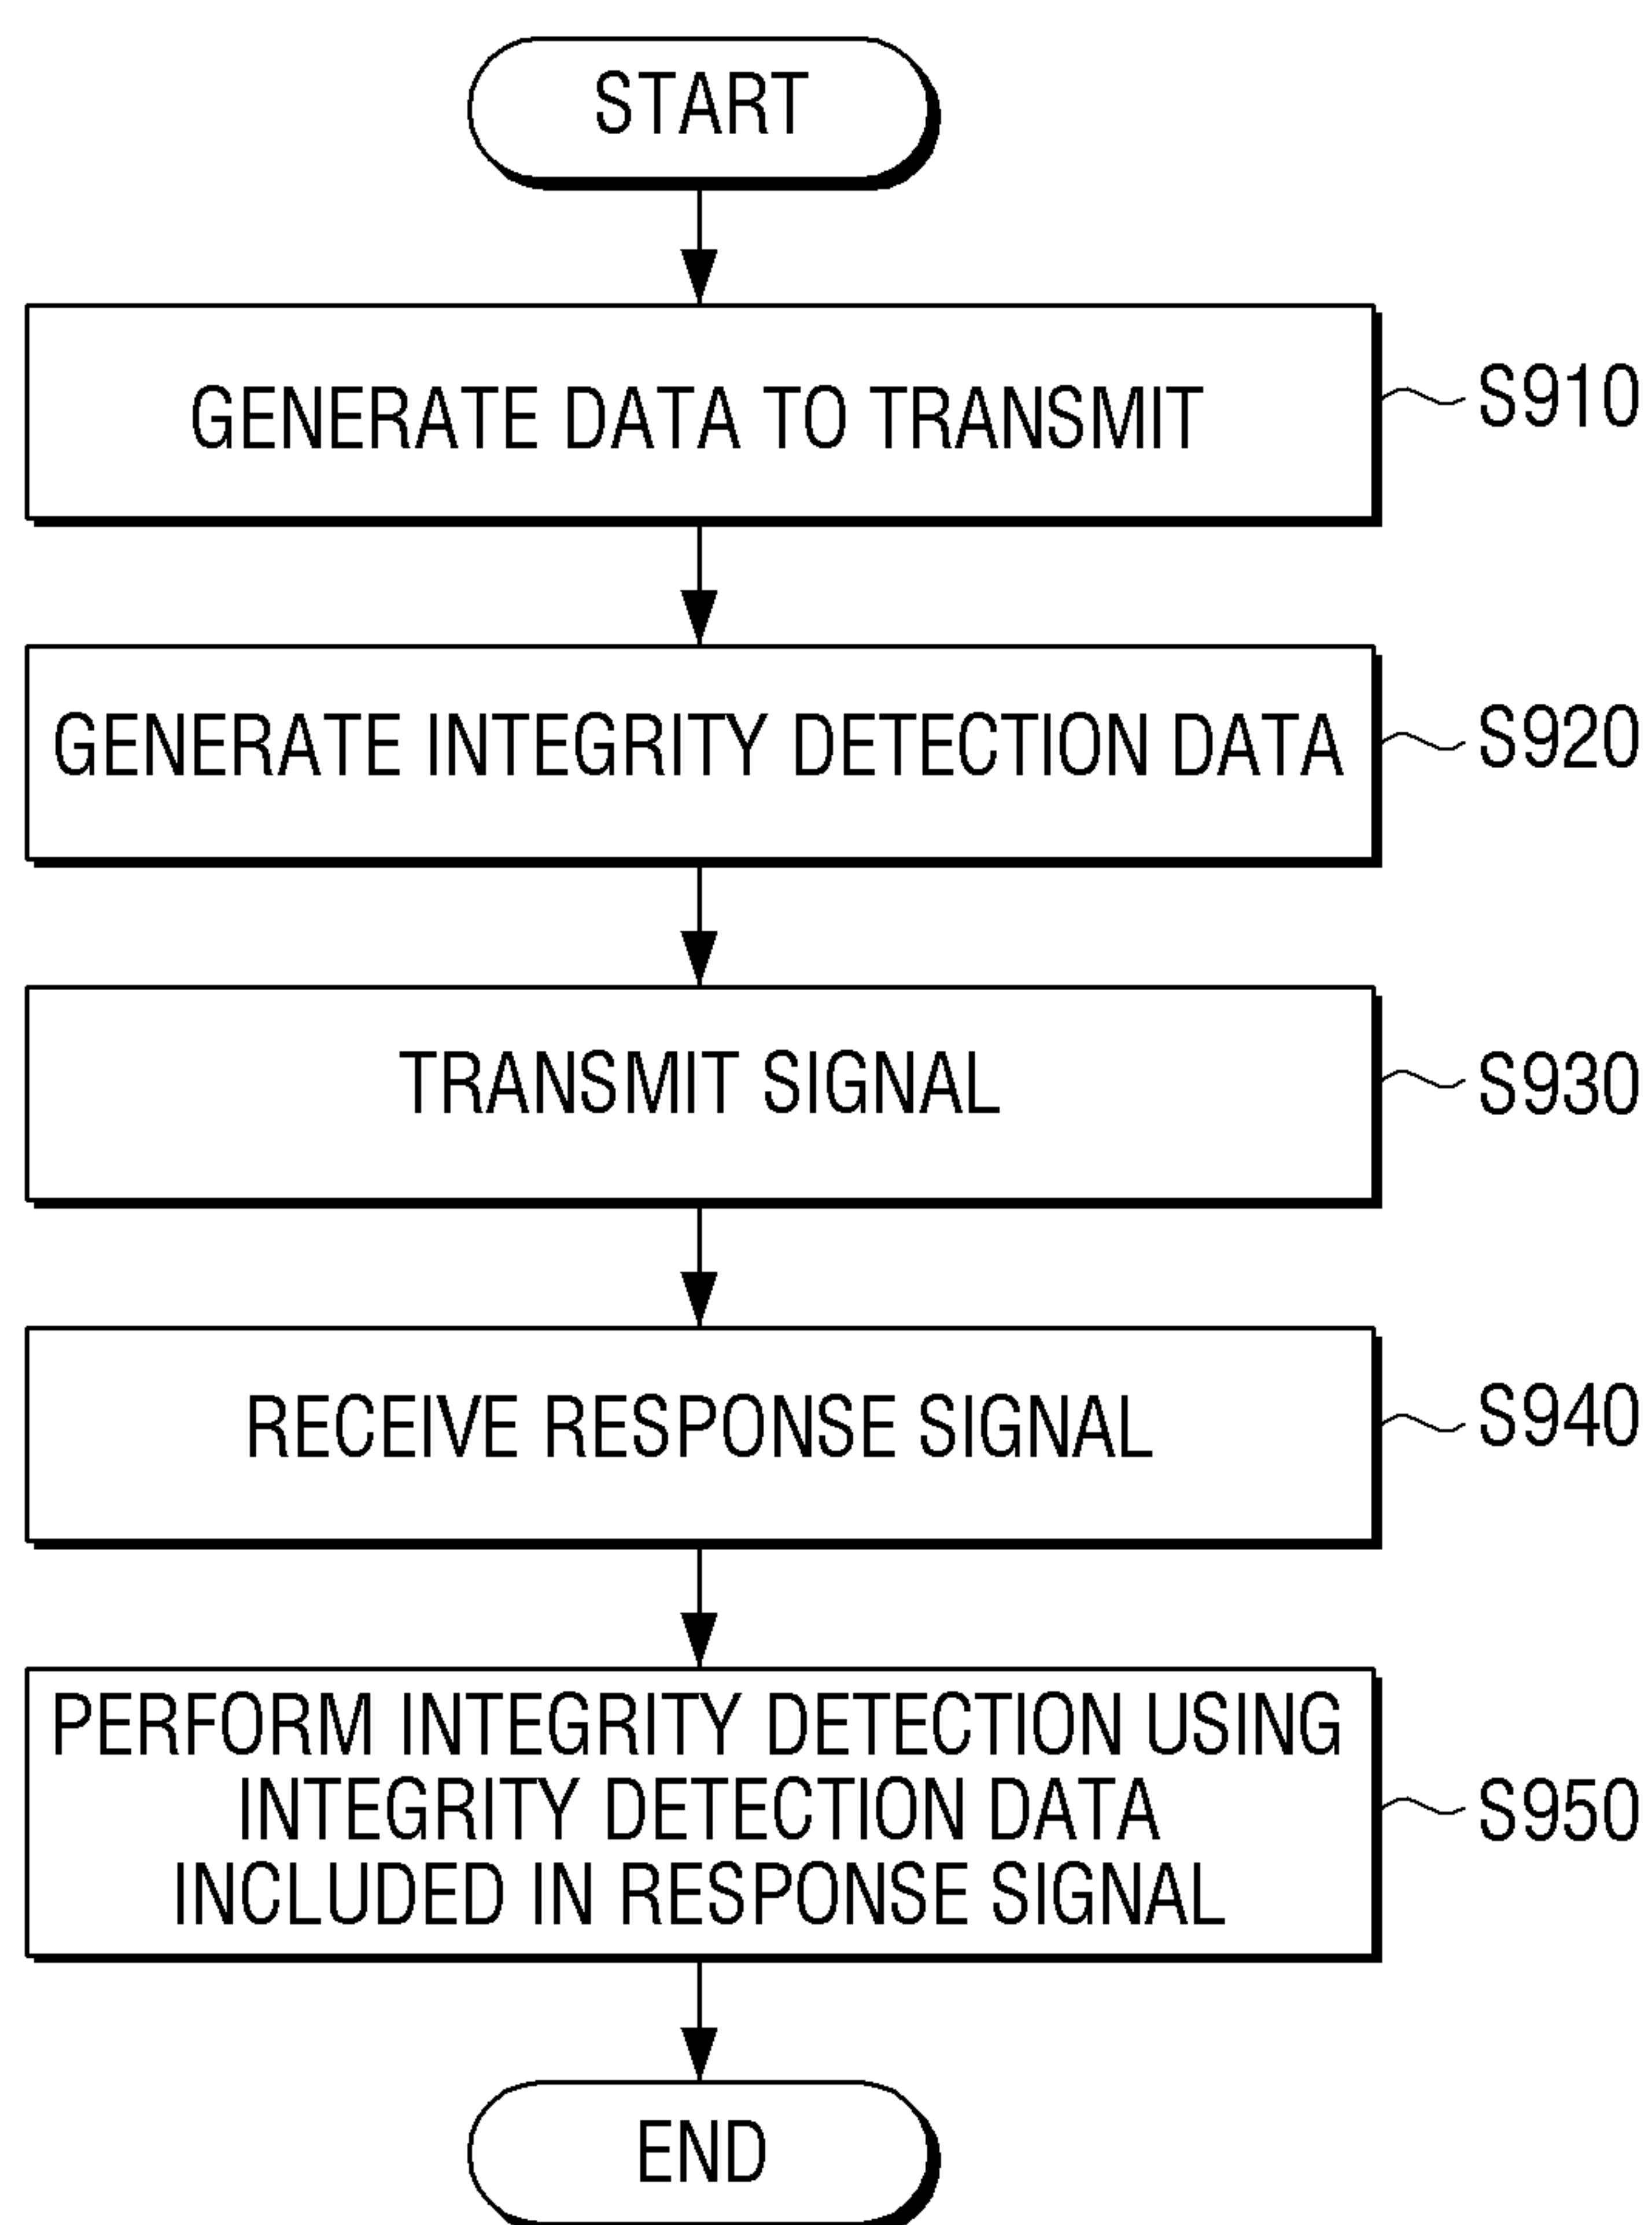 START
GENERATE DATA TO TRANSMIT
S910
GENERATE INTEGRITY DETECTION DATA
S920
TRANSMIT SIGNAL
S930
RECEIVE RESPONSE SIGNAL
S940
PERFORM INTEGRITY DETECTION USING
INTEGRITY DETECTION DATA
INCLUDED IN RESPONSE SIGNAL
S950
END